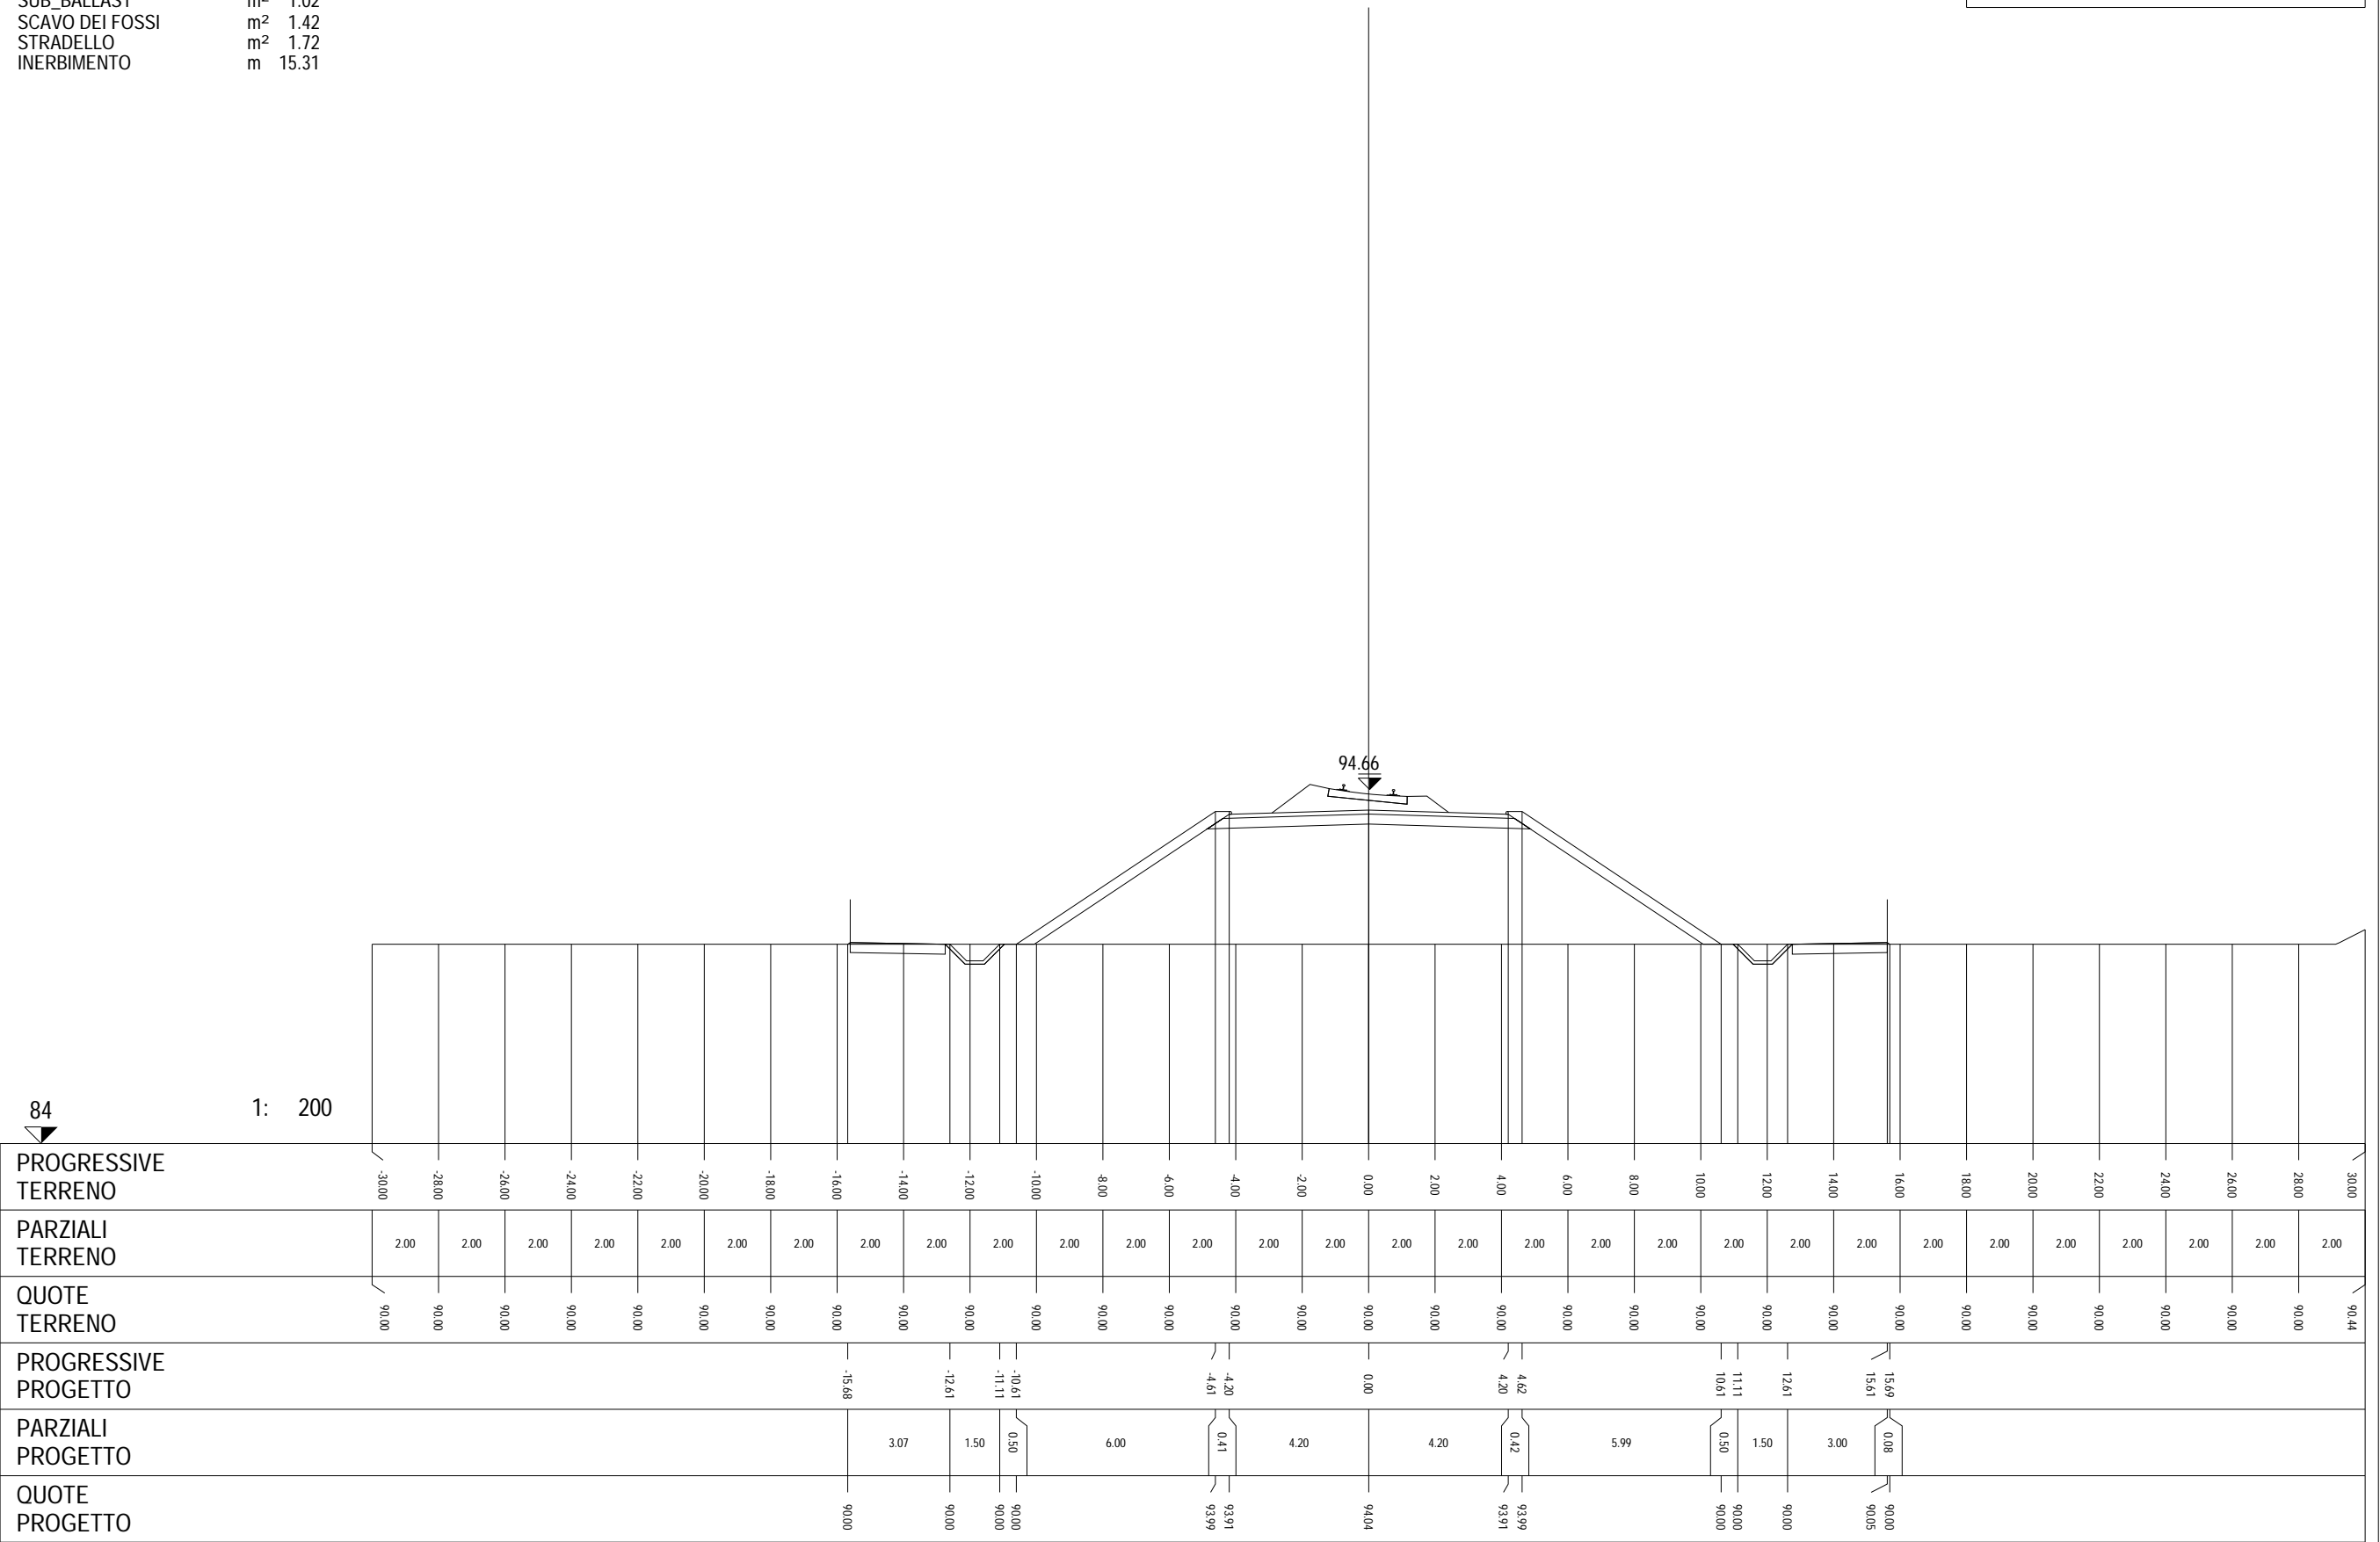 SUB_BALLAST m² 1.02
SCAVO DEI FOSSI m² 1.42
STRADELLO m² 1.72
INERBIMENTO m 15.31
94.66
84 1: 200
PROGRESSIVE
TERRENO
-30.00 -28.00 -26.00 -24.00 -22.00 -20.00 -18.00 -16.00 -14.00 -12.00 -10.00 -8.00 -6.00 -4.00 -2.00 0.00 2.00 4.00 6.00 8.00 10.00 12.00 14.00 16.00 18.00 20.00 22.00 24.00 26.00 28.00 30.00
PARZIALI
TERRENO
2.00 2.00 2.00 2.00 2.00 2.00 2.00 2.00 2.00 2.00 2.00 2.00 2.00 2.00 2.00 2.00 2.00 2.00 2.00 2.00 2.00 2.00 2.00 2.00 2.00 2.00 2.00 2.00 2.00 2.00
QUOTE
TERRENO
90.00 90.00 90.00 90.00 90.00 90.00 90.00 90.00 90.00 90.00 90.00 90.00 90.00 90.00 90.00 90.00 90.00 90.00 90.00 90.00 90.00 90.00 90.00 90.00 90.00 90.00 90.00 90.00 90.00 90.00 90.44
PROGRESSIVE
PROGETTO
-15.68 -12.61 -11.11 -10.61 -4.61 -4.20 0.00 4.20 4.62 10.61 11.11 12.61 15.61 15.69
PARZIALI
PROGETTO
3.07 1.50 0.50 6.00 0.41 4.20 4.20 0.42 5.99 0.50 1.50 3.00 0.08
QUOTE
PROGETTO
90.00 90.00 90.00 90.00 93.99 93.91 94.04 93.91 93.99 90.00 90.00 90.00 90.05 90.00